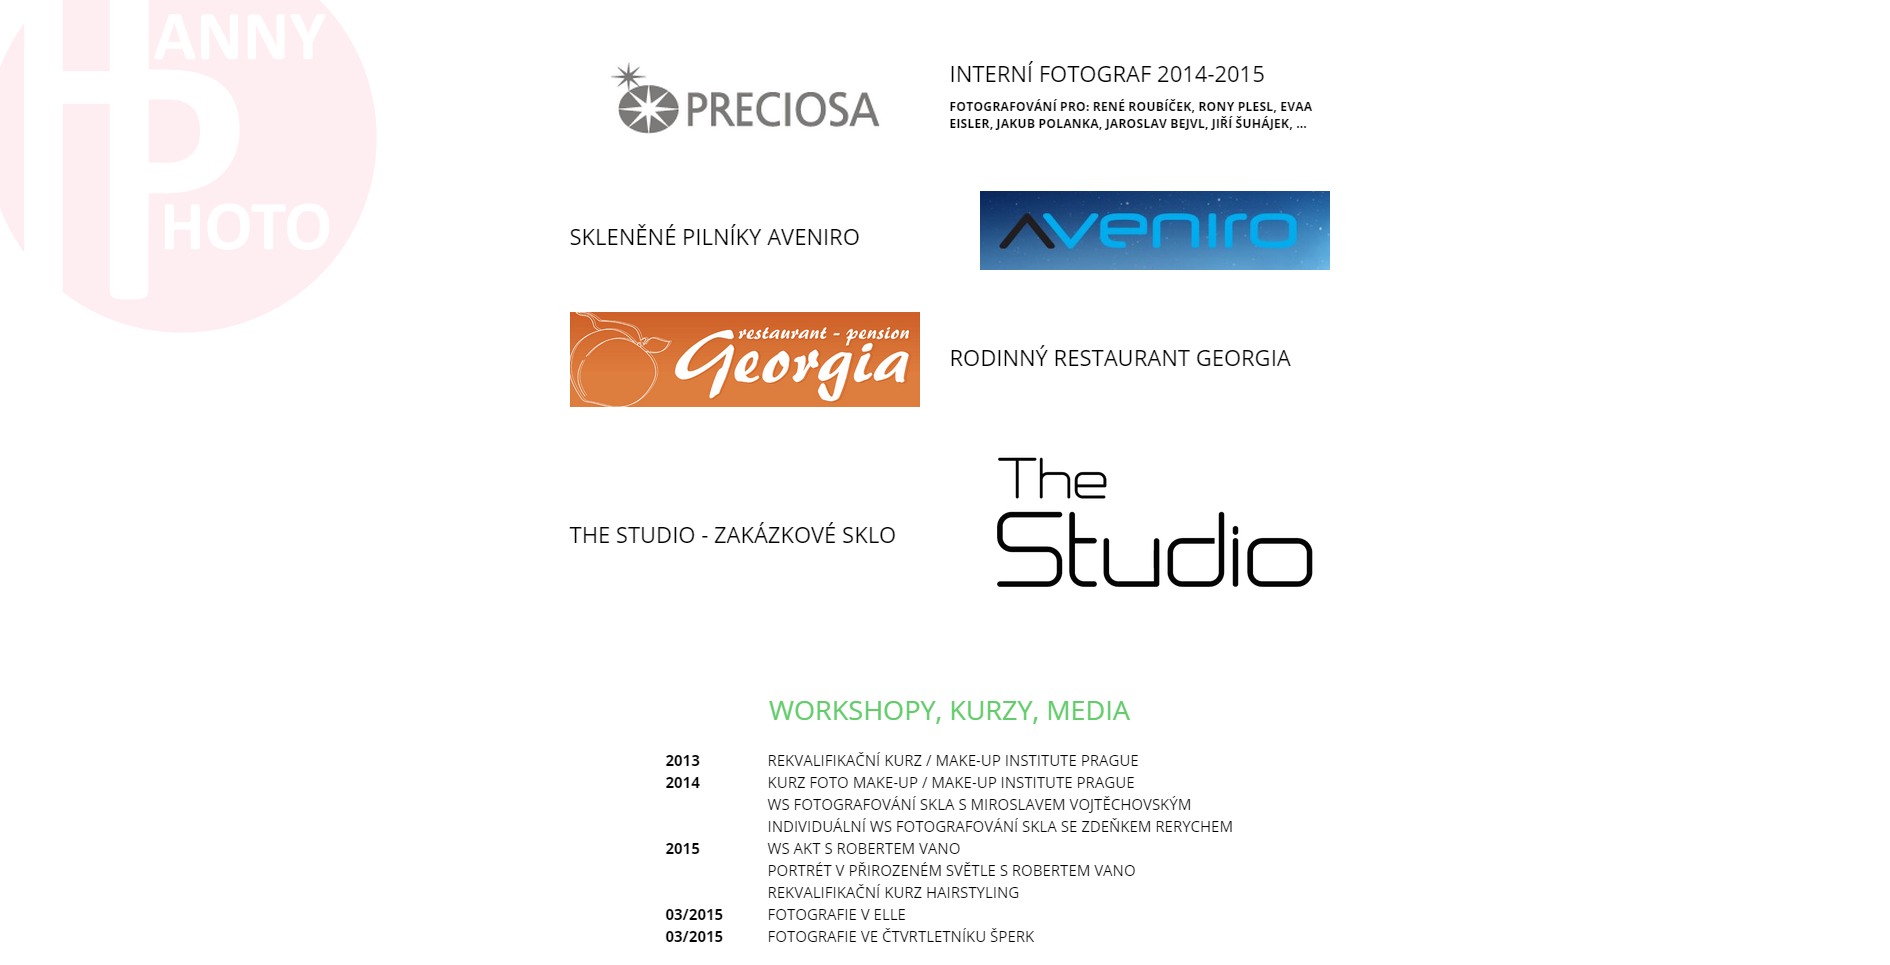 HANNY
PHOTO
PRECIOSA
INTERNÍ FOTOGRAF 2014-2015
FOTOGRAFOVÁNÍ PRO: RENÉ ROUBÍČEK, RONY PLESL, EVAA
EISLER, JAKUB POLANKA, JAROSLAV BEJVL, JIŘÍ ŠUHÁJEK, ...
SKLENĚNÉ PILNÍKY AVENIRO
Aveniro
restaurant - pension
Georgia
RODINNÝ RESTAURANT GEORGIA
THE STUDIO - ZAKÁZKOVÉ SKLO
The
Studio
WORKSHOPY, KURZY, MEDIA
2013 REKVALIFIKAČNÍ KURZ / MAKE-UP INSTITUTE PRAGUE
2014 KURZ FOTO MAKE-UP / MAKE-UP INSTITUTE PRAGUE
WS FOTOGRAFOVÁNÍ SKLA S MIROSLAVEM VOJTĚCHOVSKÝM
INDIVIDUÁLNÍ WS FOTOGRAFOVÁNÍ SKLA SE ZDEŇKEM RERYCHEM
2015 WS AKT S ROBERTEM VANO
PORTRÉT V PŘIROZENÉM SVĚTLE S ROBERTEM VANO
REKVALIFIKAČNÍ KURZ HAIRSTYLING
03/2015 FOTOGRAFIE V ELLE
03/2015 FOTOGRAFIE VE ČTVRTLETNÍKU ŠPERK